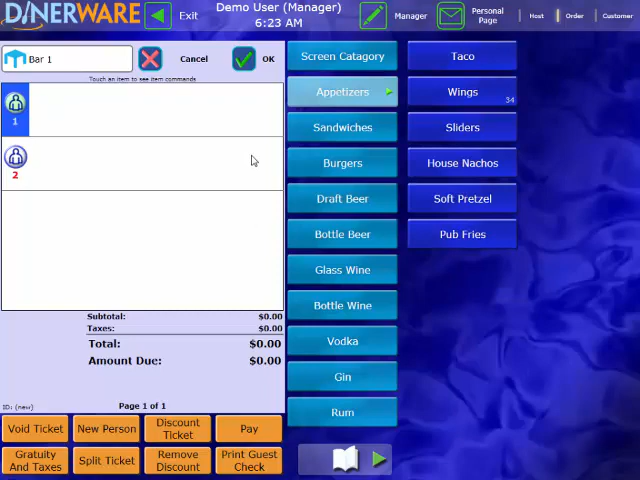 DINERWARE
Exit
Demo User (Manager)
6:23 AM
Manager
Personal
Page
Host
Order
Customer
Bar 1
Cancel
OK
Touch an item to see item commands
1
2
Subtotal: $0.00
Taxes: $0.00
Total: $0.00
Amount Due: $0.00
Page 1 of 1
ID: (new)
Void Ticket
New Person
Discount
Ticket
Pay
Gratuity
And Taxes
Split Ticket
Remove
Discount
Print Guest
Check
Screen Catagory
Appetizers
Sandwiches
Burgers
Draft Beer
Bottle Beer
Glass Wine
Bottle Wine
Vodka
Gin
Rum
Taco
Wings
34
Sliders
House Nachos
Soft Pretzel
Pub Fries